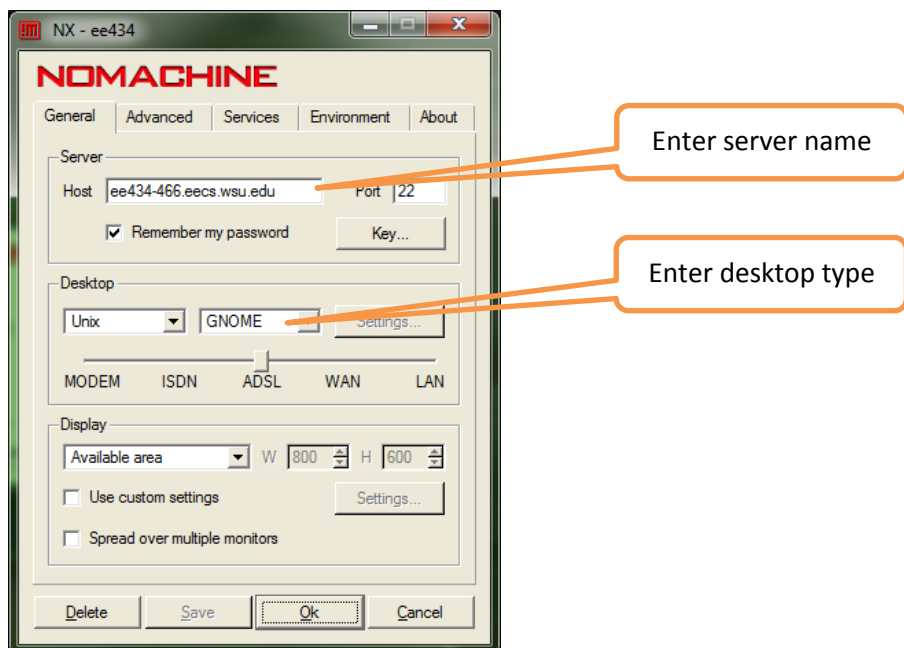 NX - ee434
NOMACHINE
General Advanced Services Environment About
Enter server name
Server
Host ee434-466.eecs.wsu.edu Port 22
Remember my password Key...
Enter desktop type
Desktop
Unix GNOME Settings...
MODEM ISDN ADSL WAN LAN
Display
Available area W 800 H 600
Use custom settings Settings...
Spread over multiple monitors
Delete Save Ok Cancel